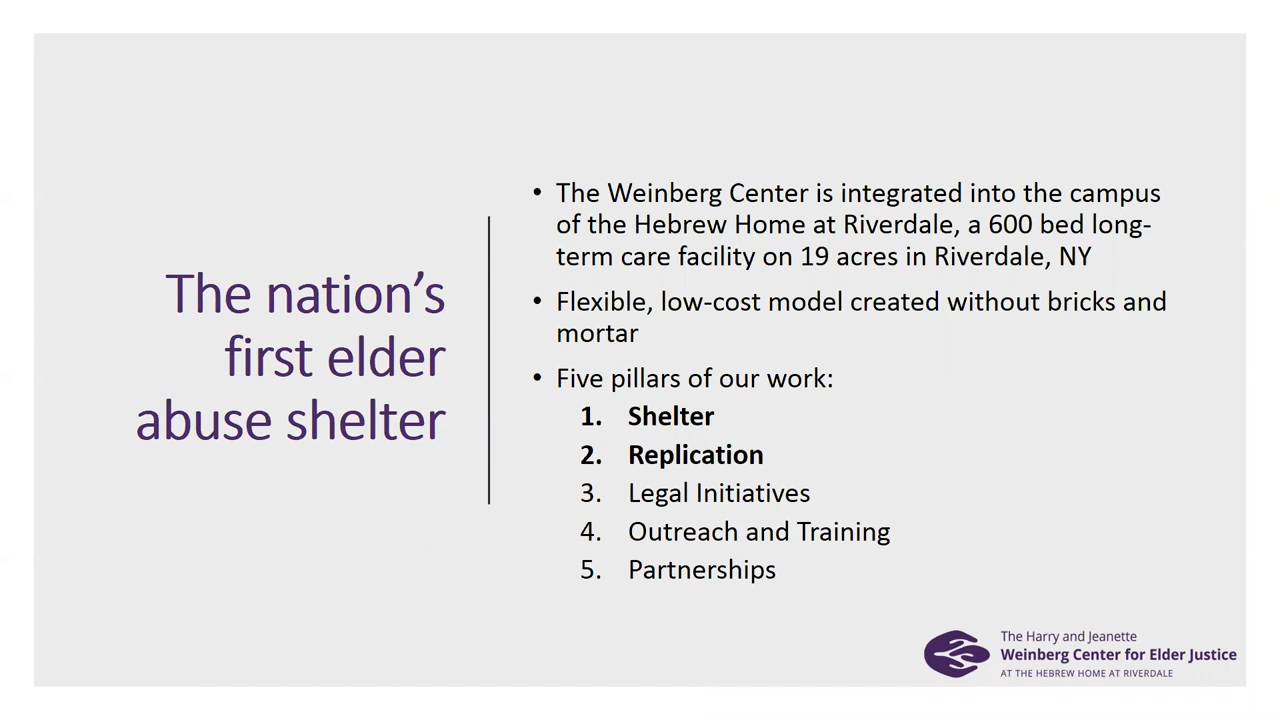 The nation’s
first elder
abuse shelter
• The Weinberg Center is integrated into the campus
of the Hebrew Home at Riverdale, a 600 bed long-
term care facility on 19 acres in Riverdale, NY
• Flexible, low-cost model created without bricks and
mortar
• Five pillars of our work:
1. Shelter
2. Replication
3. Legal Initiatives
4. Outreach and Training
5. Partnerships
The Harry and Jeanette
Weinberg Center for Elder Justice
AT THE HEBREW HOME AT RIVERDALE